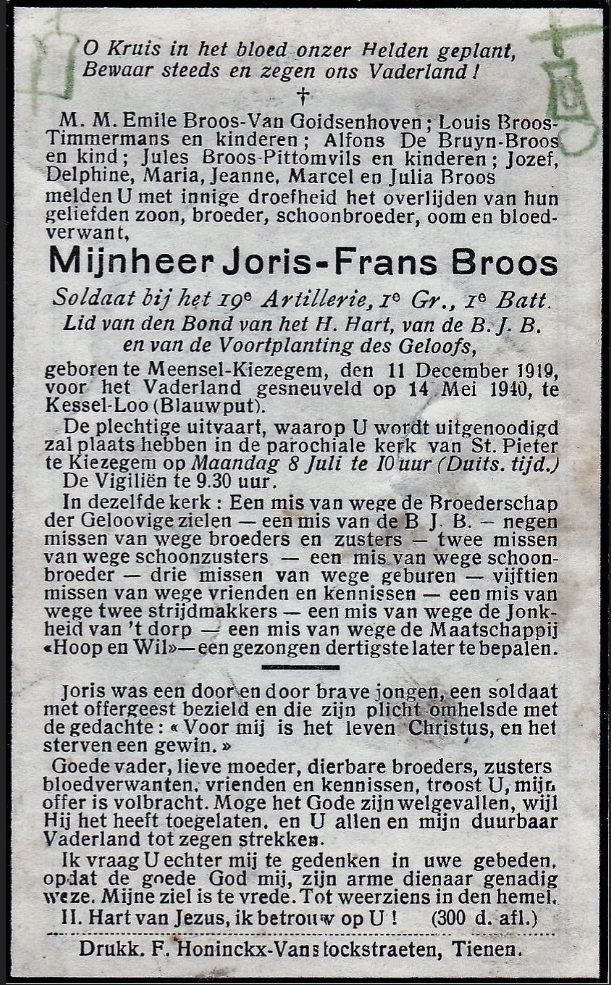 O Kruis in het bloed onzer Helden geplant,
Bewaar steeds en zegen ons Vaderland !
†
M. M. Emile Broos-Van Goidsenhoven ; Louis Broos-
Timmermans en kinderen ; Alfons De Bruyn-Broos
en kind ; Jules Broos-Pittomvils en kinderen ; Jozef,
Delphine, Maria, Jeanne, Marcel en Julia Broos
melden U met innige droefheid het overlijden van hun
geliefden zoon, broeder, schoonbroeder, oom en bloed-
verwant,
Mijnheer Joris-Frans Broos
Soldaat bij het 19e Artillerie, 1e Gr., 1e Batt.
Lid van den Bond van het H. Hart, van de B. J. B.
en van de Voortplanting des Geloofs,
geboren te Meensel-Kiezegem, den 11 December 1919,
voor het Vaderland gesneuveld op 14 Mei 1940, te
Kessel-Loo (Blauwput).
De plechtige uitvaart, waarop U wordt uitgenoodigd
zal plaats hebben in de parochiale kerk van St. Pieter
te Kiezegem op Maandag 8 Juli te 10 uur (Duits. tijd.)
De Vigiliën te 9.30 uur.
In dezelfde kerk : Een mis van wege de Broederschap
der Geloovige zielen — een mis van de B J. B. — negen
missen van wege broeders en zusters — twee missen
van wege schoonzusters — een mis van wege schoon-
broeder — drie missen van wege geburen — vijftien
missen van wege vrienden en kennissen — een mis van
wege twee strijdmakkers — een mis van wege de Jonk-
heid van 't dorp — een mis van wege de Maatschappij
«Hoop en Wil»—een gezongen dertigste later te bepalen.
Joris was een door en door brave jongen, een soldaat
met offergeest bezield en die zijn plicht omhelsde met
de gedachte : « Voor mij is het leven Christus, en het
sterven een gewin. »
Goede vader, lieve moeder, dierbare broeders, zusters
bloedverwanten, vrienden en kennissen, troost U, mijn
offer is volbracht. Moge het Gode zijn welgevallen, wijl
Hij het heeft toegelaten, en U allen en mijn duurbaar
Vaderland tot zegen strekken.
Ik vraag U echter mij te gedenken in uwe gebeden,
opdat de goede God mij, zijn arme dienaar genadig
weze. Mijne ziel is te vrede. Tot weerziens in den hemel.
H. Hart van Jezus, ik betrouw op U ! (300 d. afl.)
Drukk. F. Honinckx-Vanstockstraeten, Tienen.